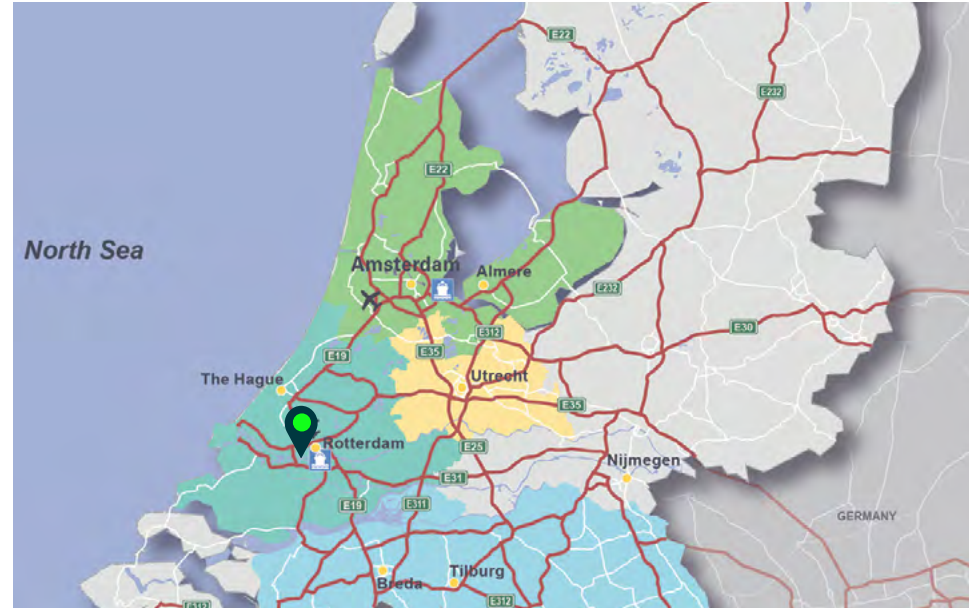 E22
E232
E22
North Sea
Amsterdam
Almere
E232
E312
E30
E19
E35
The Hague
Utrecht
E35
Rotterdam
E25
Nijmegen
E31
E19
E311
GERMANY
Tilburg
Breda
E312
E312